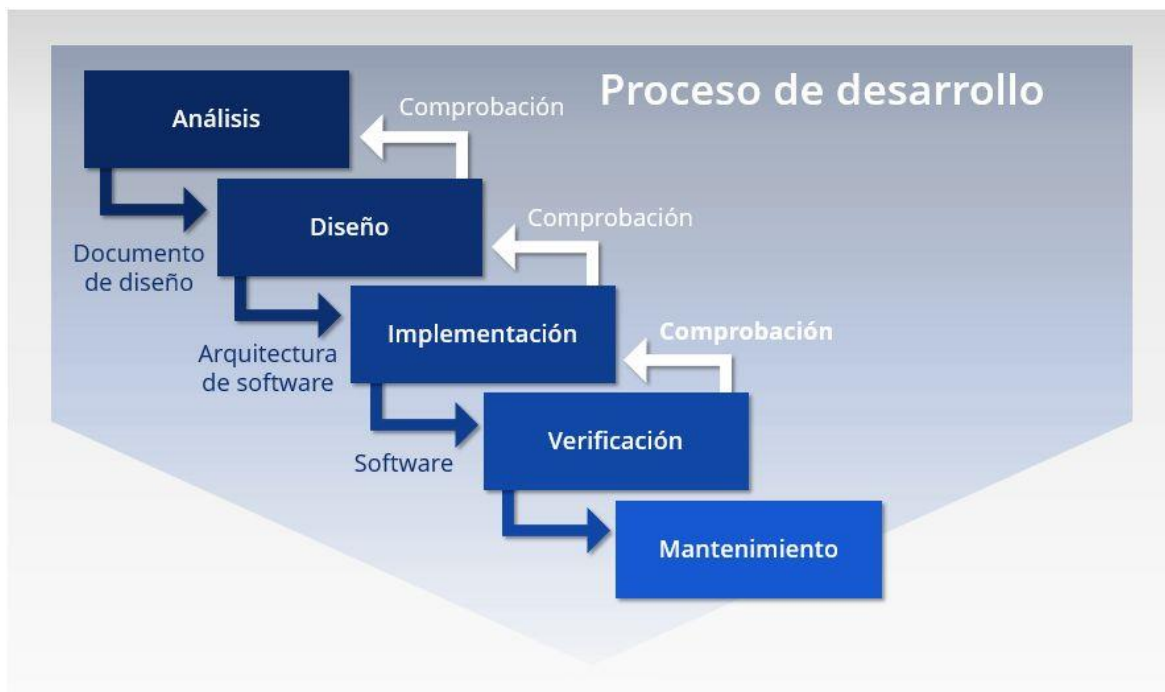 Proceso de desarrollo
Análisis
Comprobación
Documento
de diseño
Diseño
Comprobación
Arquitectura
de software
Implementación
Comprobación
Software
Verificación
Mantenimiento